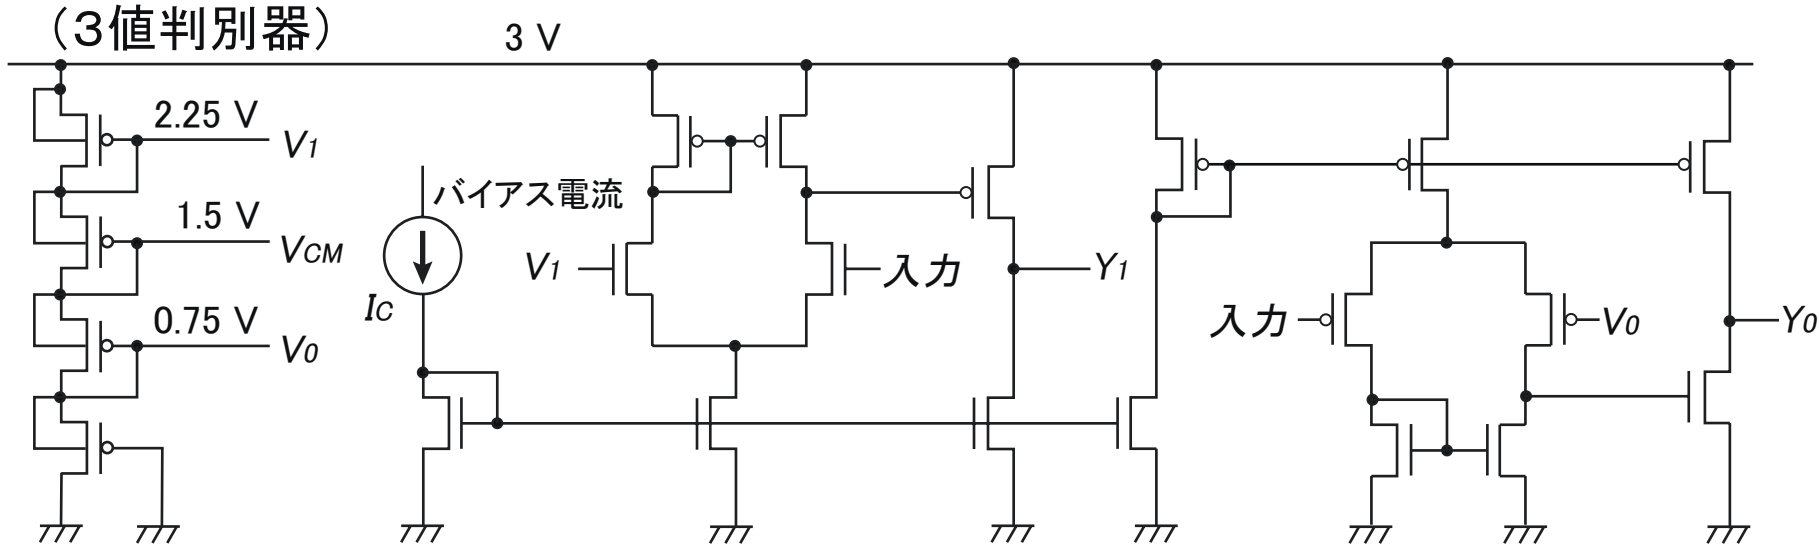 （３値判別器）
3 V
2.25 V
V1
1.5 V
VCM
0.75 V
V0
バイアス電流
IC
V1
入力
Y1
入力
V0
Y0